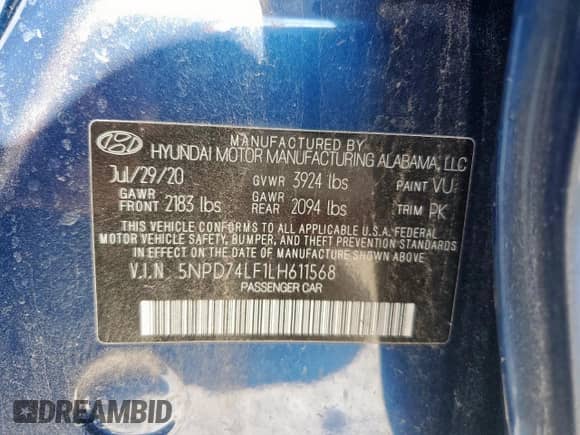 MANUFACTURED BY
HYUNDAI MOTOR MANUFACTURING ALABAMA, LLC
Jul/29/20 GVWR 3924 lbs PAINT VU
GAWR FRONT 2183 lbs GAWR REAR 2094 lbs TRIM PK
THIS VEHICLE CONFORMS TO ALL APPLICABLE U.S.A. FEDERAL
MOTOR VEHICLE SAFETY, BUMPER, AND THEFT PREVENTION STANDARDS
IN EFFECT ON THE DATE OF MANUFACTURE SHOWN ABOVE.
V.I.N. 5NPD74LF1LH611568
PASSENGER CAR
DREAMBID